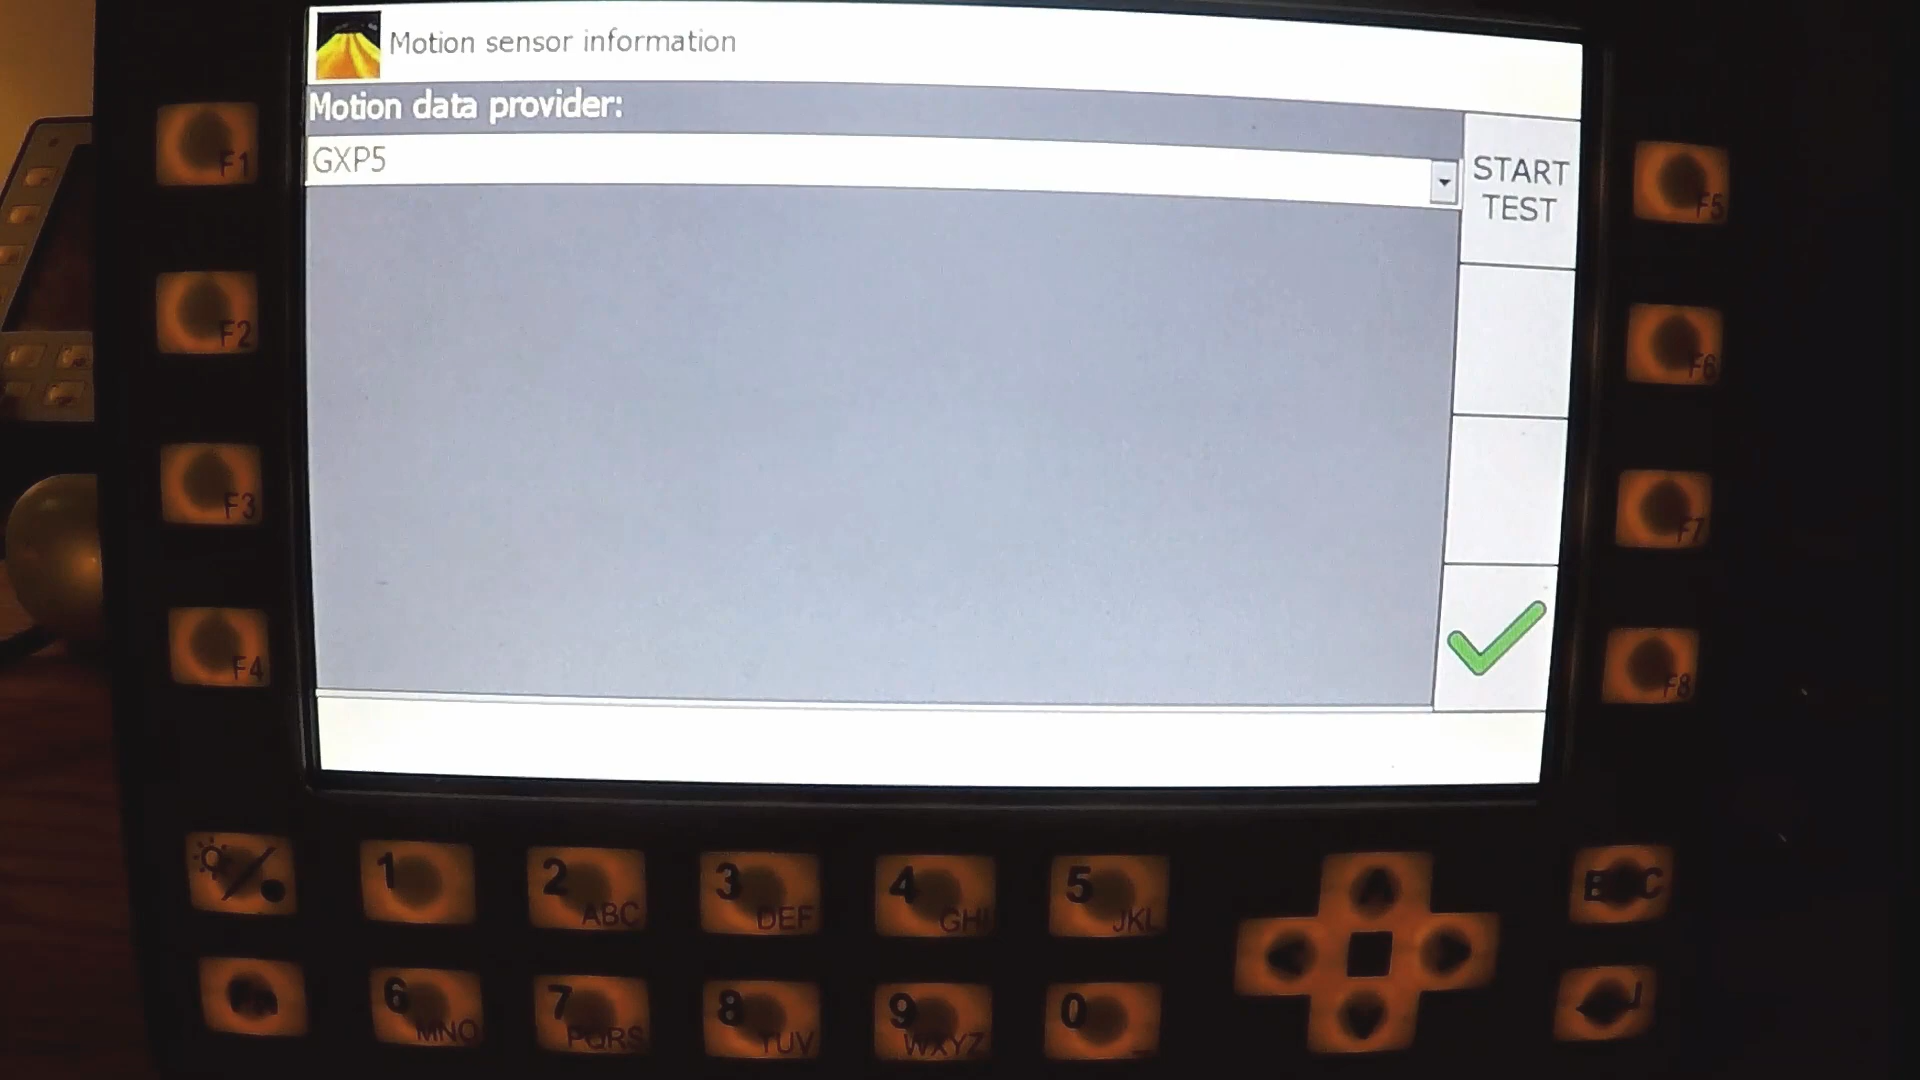 Motion sensor information
Motion data provider:
GXP5
START
TEST
F1
F2
F3
F4
F5
F6
F7
F8
1
2
ABC
3
DEF
4
GHI
5
JKL
6
MNO
7
PQRS
8
TUV
9
WXYZ
0